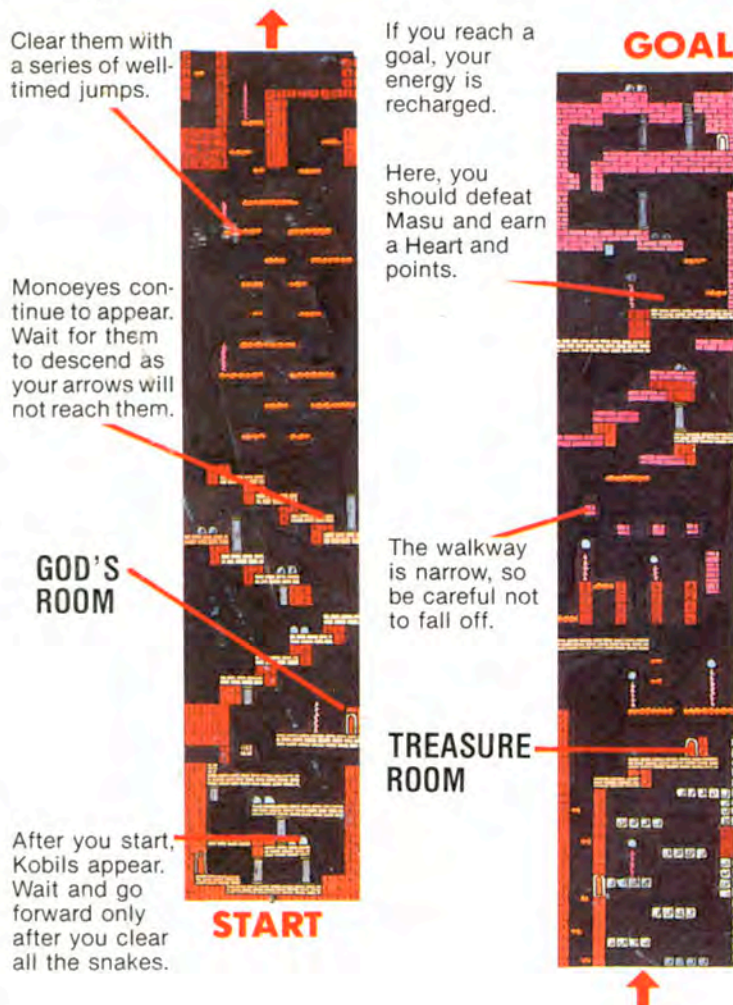 Clear them with
a series of well-
timed jumps.
Monoeyes con-
tinue to appear.
Wait for them
to descend as
your arrows will
not reach them.
GOD'S
ROOM
After you start,
Kobils appear.
Wait and go
forward only
after you clear
all the snakes.
START
If you reach a
goal, your
energy is
recharged.
GOAL
Here, you
should defeat
Masu and earn
a Heart and
points.
The walkway
is narrow, so
be careful not
to fall off.
TREASURE
ROOM